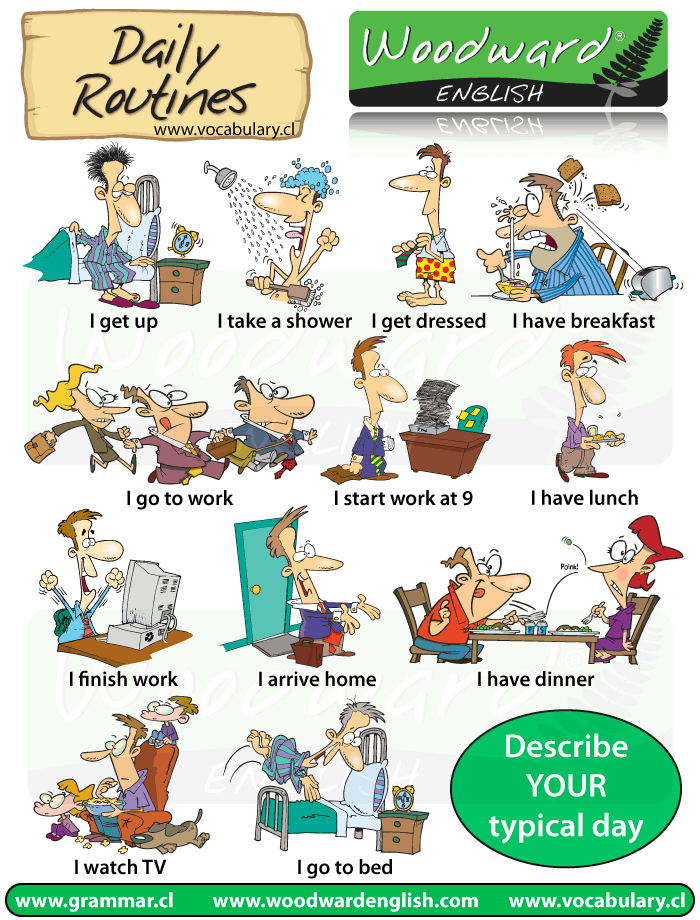 Daily
Routines
www.vocabulary.cl
Woodward®
ENGLISH
I get up
I take a shower
I get dressed
I have breakfast
I go to work
I start work at 9
I have lunch
Poink!
I finish work
I arrive home
I have dinner
I watch TV
I go to bed
Describe
YOUR
typical day
www.grammar.cl
www.woodwardenglish.com
www.vocabulary.cl